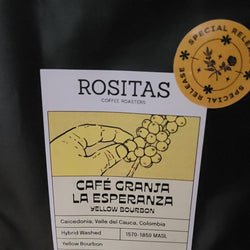 SPECIAL RELEASE
SPECIAL RELEASE
ROSITAS
COFFEE ROASTERS
CAFÉ GRANJA
LA ESPERANZA
YELLOW BOURBON
Caicedonia, Valle del Cauca, Colombia
Hybrid Washed
1570-1850 MASL
Yellow Bourbon